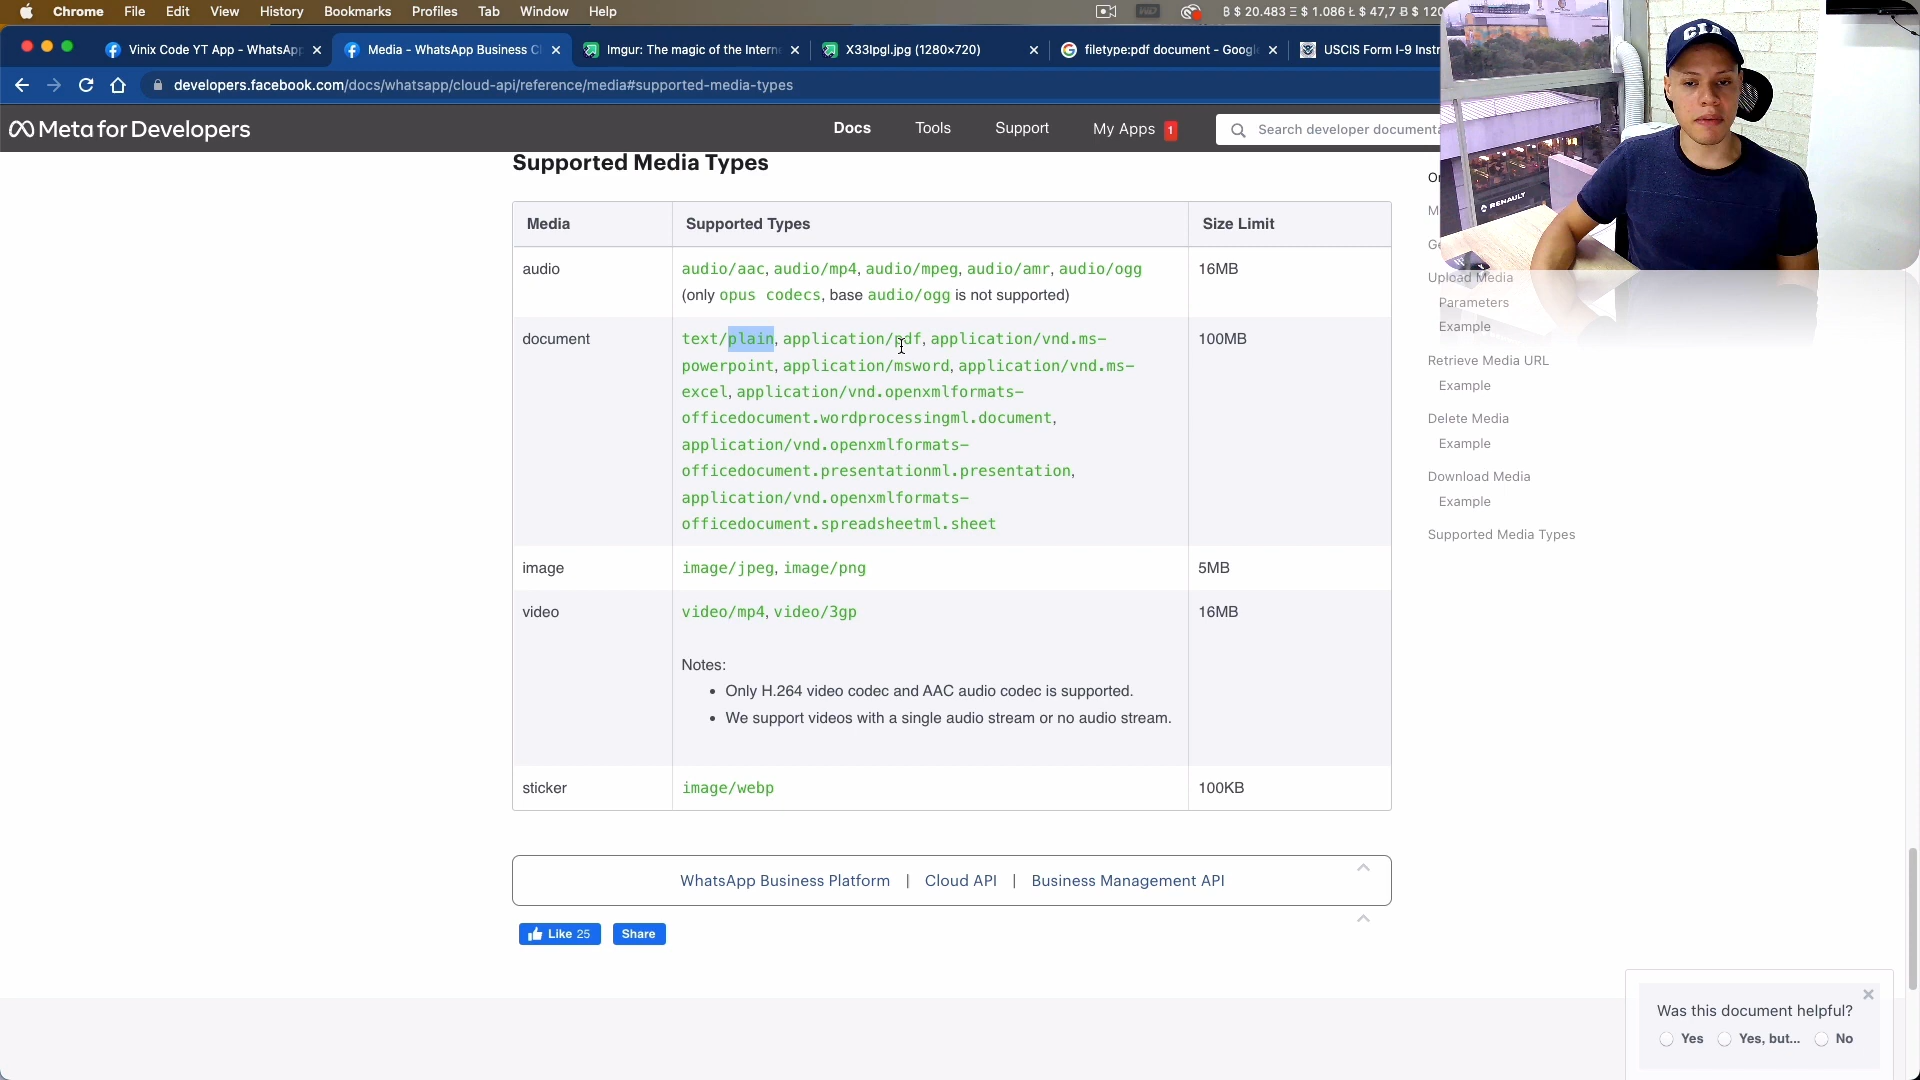 Chrome File Edit View History Bookmarks Profiles Tab Window Help
₿ $ 20.483 Ξ $ 1.086 Ł $ 47,7 Ƀ $ 120
Vinix Code YT App - WhatsApp
Media - WhatsApp Business C
Imgur: The magic of the Intern
X33lpgl.jpg (1280×720)
filetype:pdf document - Googl
USCIS Form I-9 Instr
developers.facebook.com/docs/whatsapp/cloud-api/reference/media#supported-media-types
Meta for Developers
Docs Tools Support My Apps 1
Search developer documenta
CIA
RENAULT
Supported Media Types
Media Supported Types Size Limit
audio audio/aac, audio/mp4, audio/mpeg, audio/amr, audio/ogg 16MB
(only opus codecs, base audio/ogg is not supported)
document text/plain, application/pdf, application/vnd.ms- 100MB
powerpoint, application/msword, application/vnd.ms-
excel, application/vnd.openxmlformats-
officedocument.wordprocessingml.document,
application/vnd.openxmlformats-
officedocument.presentationml.presentation,
application/vnd.openxmlformats-
officedocument.spreadsheetml.sheet
image image/jpeg, image/png 5MB
video video/mp4, video/3gp 16MB
Notes:
• Only H.264 video codec and AAC audio codec is supported.
• We support videos with a single audio stream or no audio stream.
sticker image/webp 100KB
WhatsApp Business Platform | Cloud API | Business Management API
Like 25 Share
Upload Media
Parameters
Example
Retrieve Media URL
Example
Delete Media
Example
Download Media
Example
Supported Media Types
Was this document helpful?
Yes Yes, but... No